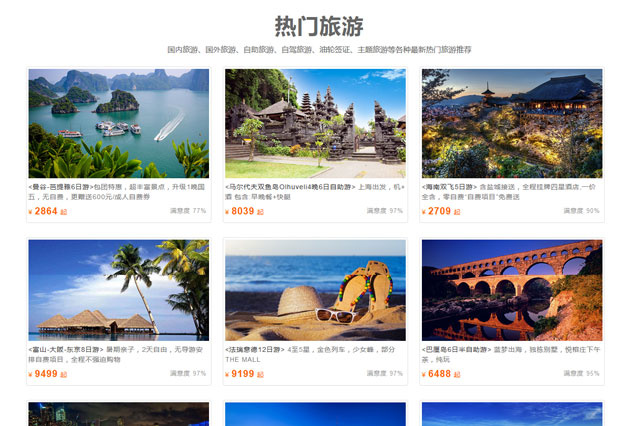 热门旅游
国内旅游、国外旅游、自助旅游、自驾旅游、油轮签证、主题旅游等各种最新热门旅游推荐
<曼谷-芭提雅6日游>包团特惠，超丰富景点，升级1晚国
五，无自费，更赠送600元/成人自费券
¥ 2864 起 满意度 77%
<马尔代夫双鱼岛Olhuveli4晚6日自助游> 上海出发，机+
酒 包含 早晚餐+快艇
¥ 8039 起 满意度 97%
<海南双飞5日游> 含盐城接送，全程挂牌四星酒店,一价
全含，零自费“自费项目”免费送
¥ 2709 起 满意度 90%
<富山-大阪-东京8日游> 暑期亲子，2天自由，无导游安
排自费项目，全程不强迫购物
¥ 9499 起 满意度 97%
<法瑞意德12日游> 4至5星，金色列车，少女峰，部分
THE MALL
¥ 9199 起 满意度 97%
<巴厘岛6日半自助游> 蓝梦出海，独栋别墅，悦榕庄下午
茶，纯玩
¥ 6488 起 满意度 95%